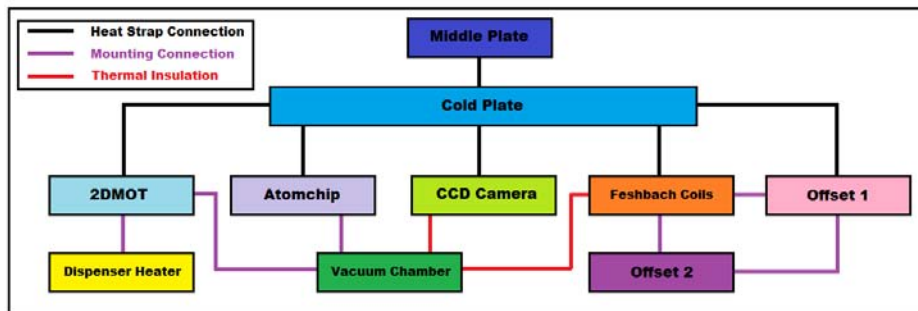 Heat Strap Connection
Mounting Connection
Thermal Insulation
Middle Plate
Cold Plate
2DMOT
Atomchip
CCD Camera
Feshbach Coils
Offset 1
Dispenser Heater
Vacuum Chamber
Offset 2